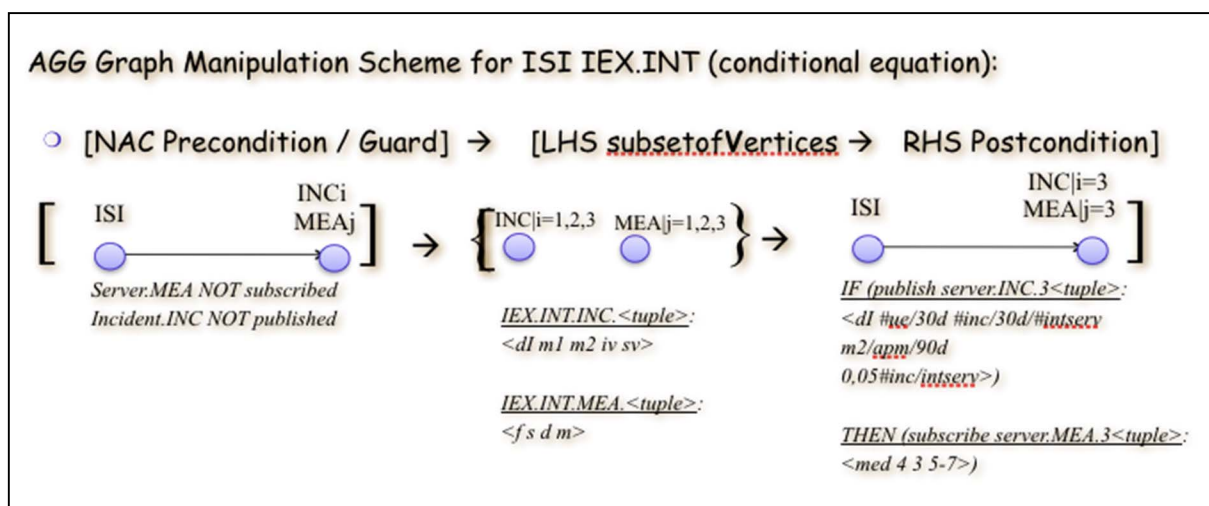 AGG Graph Manipulation Scheme for ISI IEX.INT (conditional equation):
[NAC Precondition / Guard] → [LHS subsetofVertices → RHS Postcondition]
[ ISI INCi
MEAj ] → { INC|i=1,2,3 MEA|j=1,2,3 } → ISI INC|i=3
MEA|j=3 ]
Server.MEA NOT subscribed
Incident.INC NOT published
IEX.INT.INC.<tuple>:
<dI m1 m2 iv sv>
IEX.INT.MEA.<tuple>:
<f s d m>
IF (publish server.INC.3<tuple>:
<dI #ue/30d #inc/30d/#intserv
m2/apm/90d
0,05#inc/intserv>)
THEN (subscribe server.MEA.3<tuple>:
<med 4 3 5-7>)